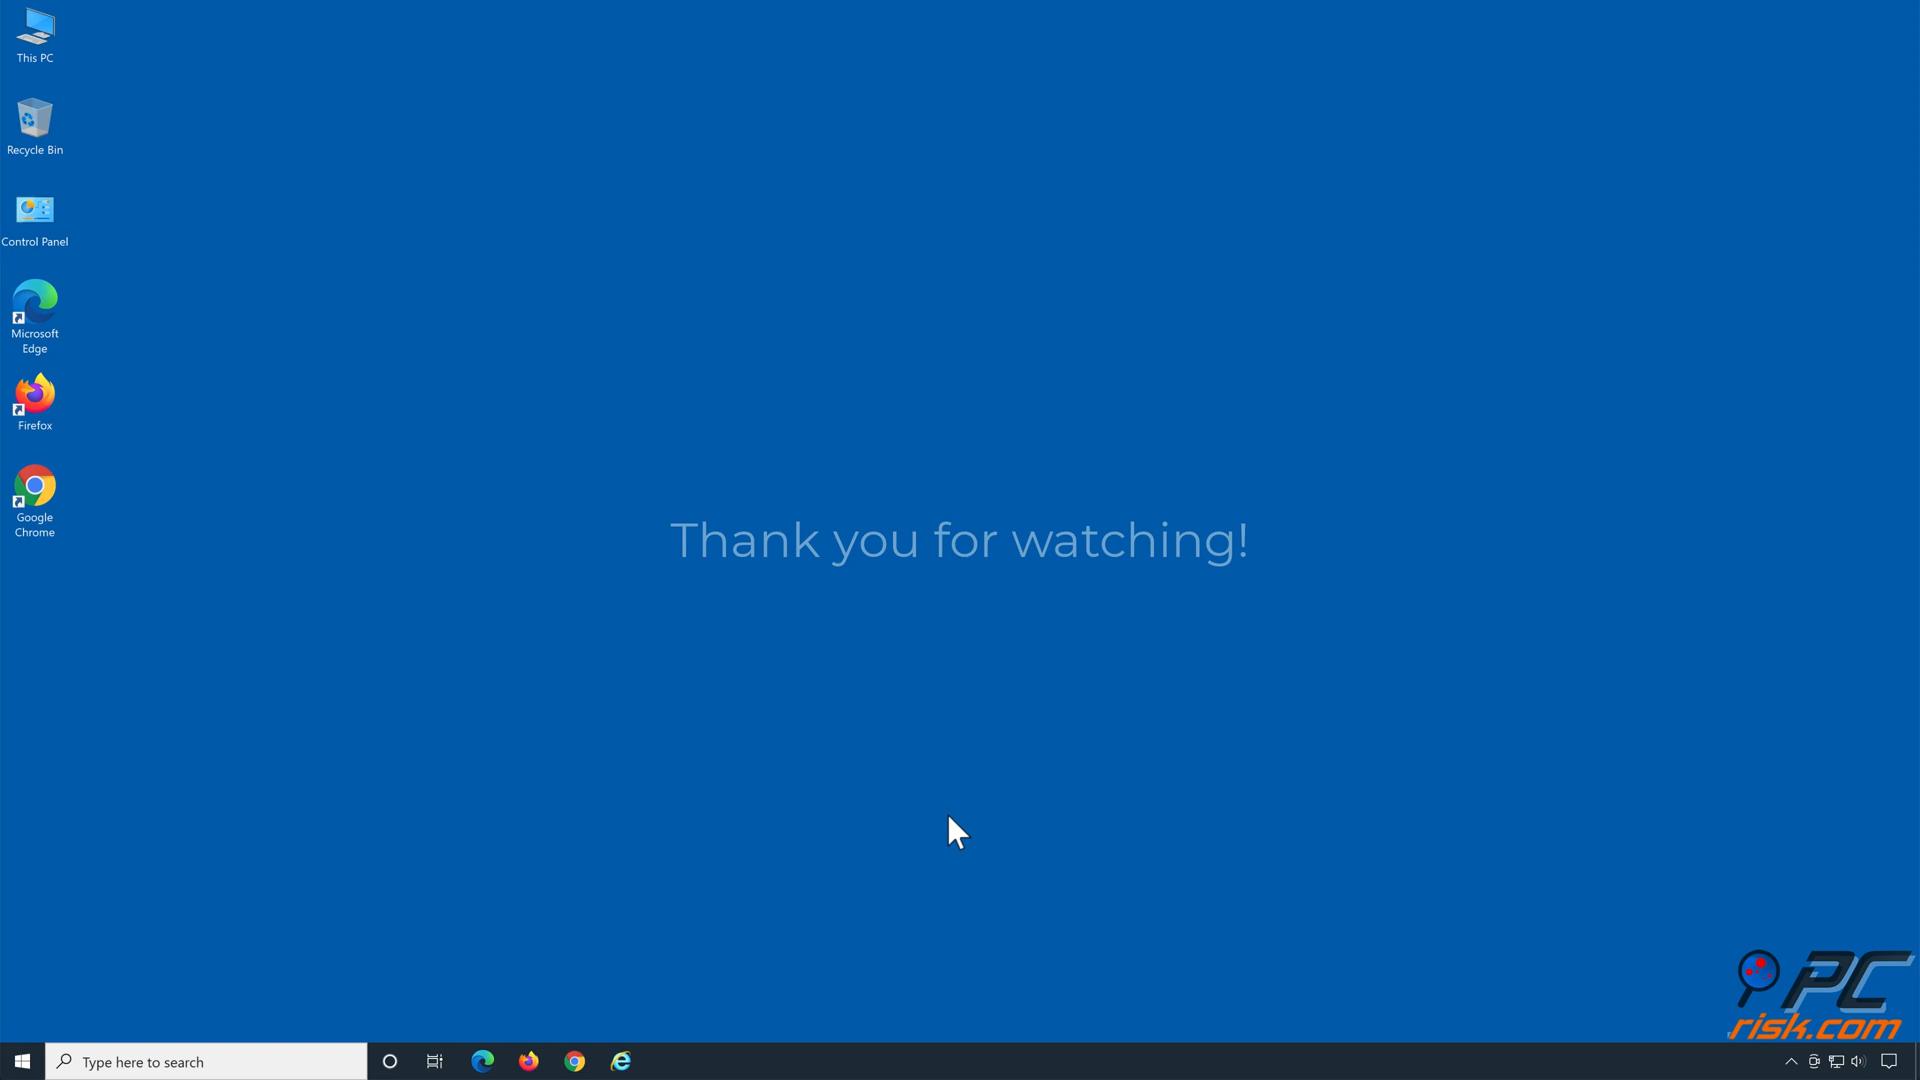 This PC
Recycle Bin
Control Panel
Microsoft
Edge
Firefox
Google
Chrome
Thank you for watching!
PC
risk.com
Type here to search